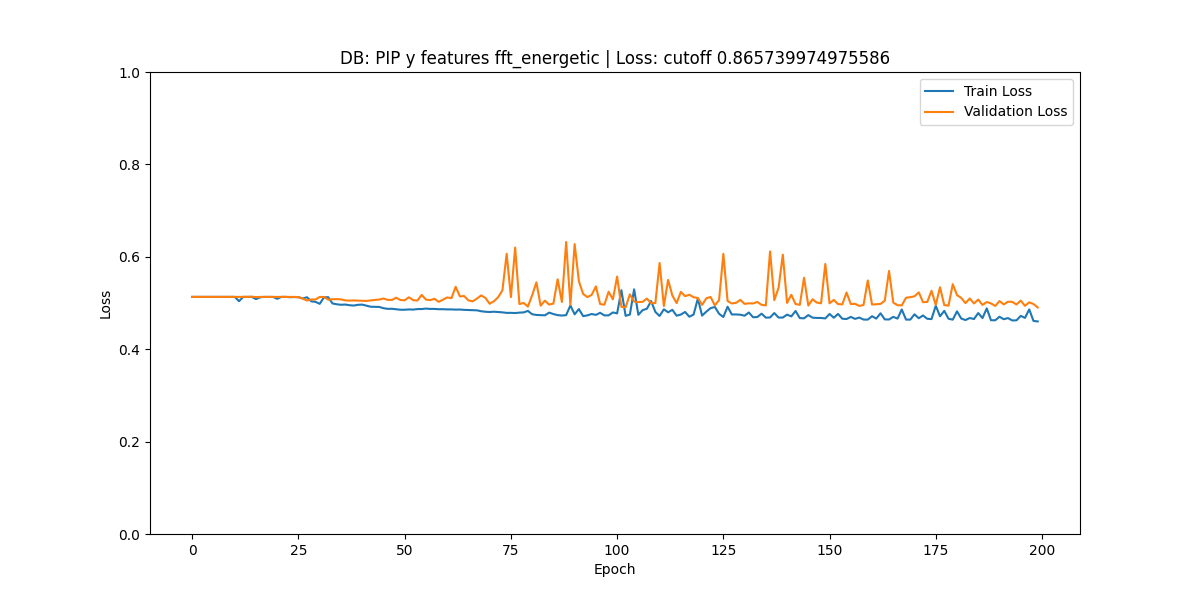 DB: PIP y features fft_energetic | Loss: cutoff 0.865739974975586
Train Loss
Validation Loss
Loss
1.0
0.8
0.6
0.4
0.2
0.0
0 25 50 75 100 125 150 175 200
Epoch